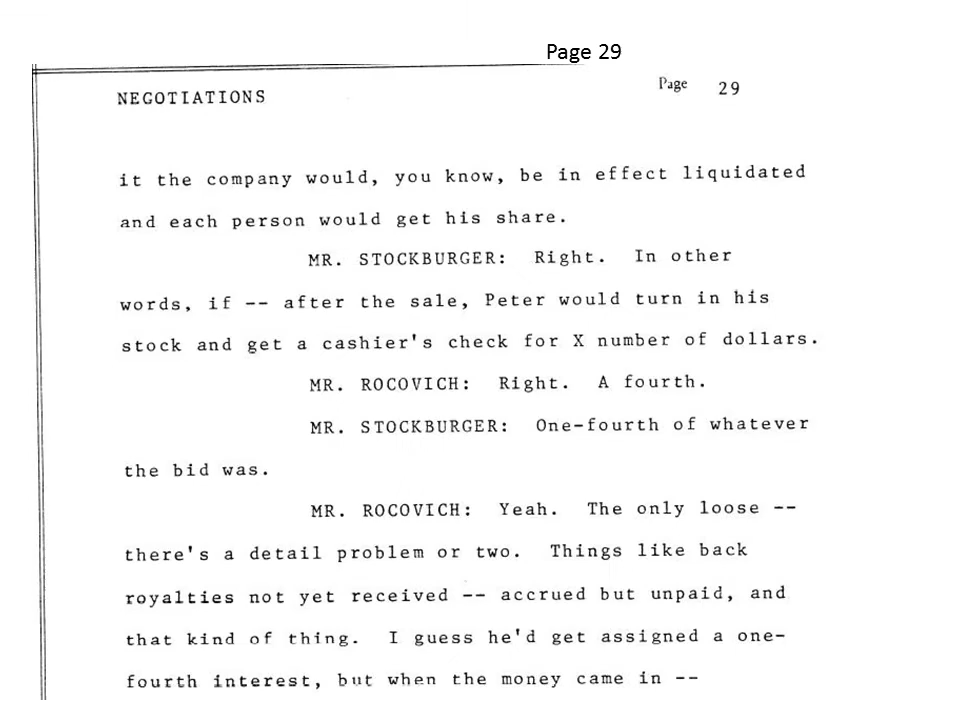 Page 29
Page 29
NEGOTIATIONS
it the company would, you know, be in effect liquidated
and each person would get his share.
MR. STOCKBURGER: Right. In other
words, if -- after the sale, Peter would turn in his
stock and get a cashier's check for X number of dollars.
MR. ROCOVICH: Right. A fourth.
MR. STOCKBURGER: One-fourth of whatever
the bid was.
MR. ROCOVICH: Yeah. The only loose --
there's a detail problem or two. Things like back
royalties not yet received -- accrued but unpaid, and
that kind of thing. I guess he'd get assigned a one-
fourth interest, but when the money came in --